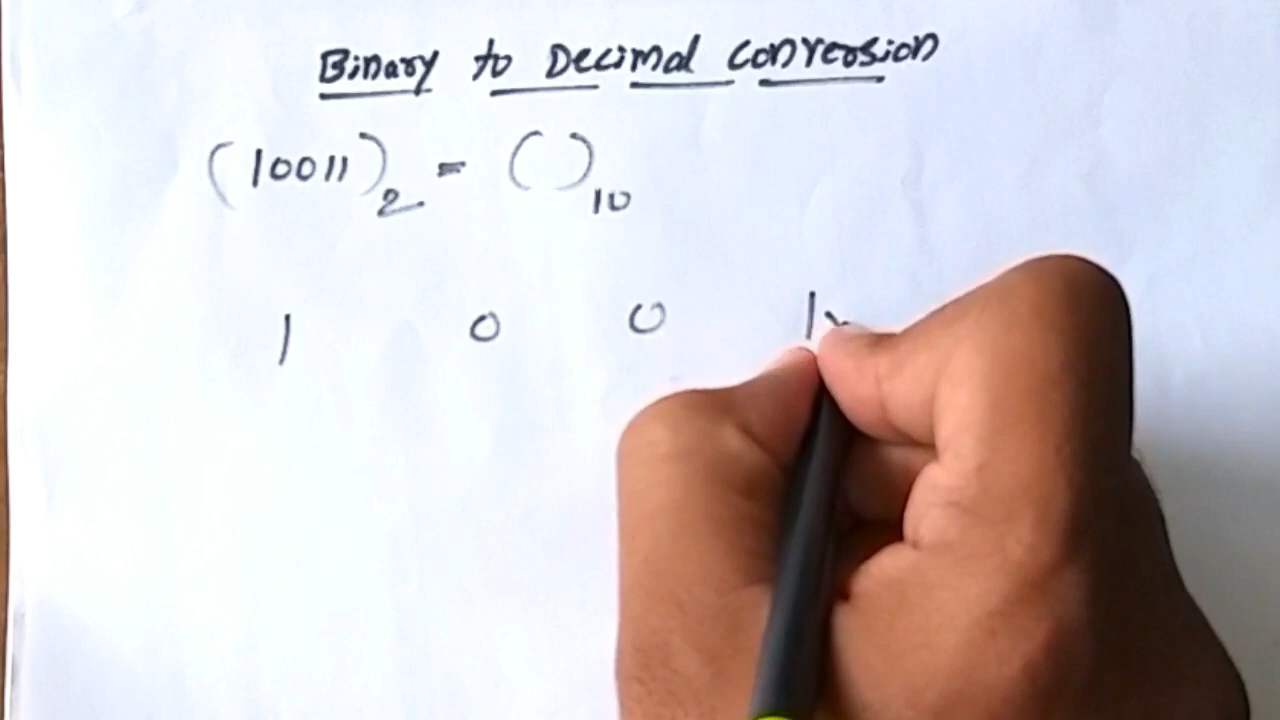 Binary to Decimal Conversion
(10011)2 = ( )10
1 0 0 1